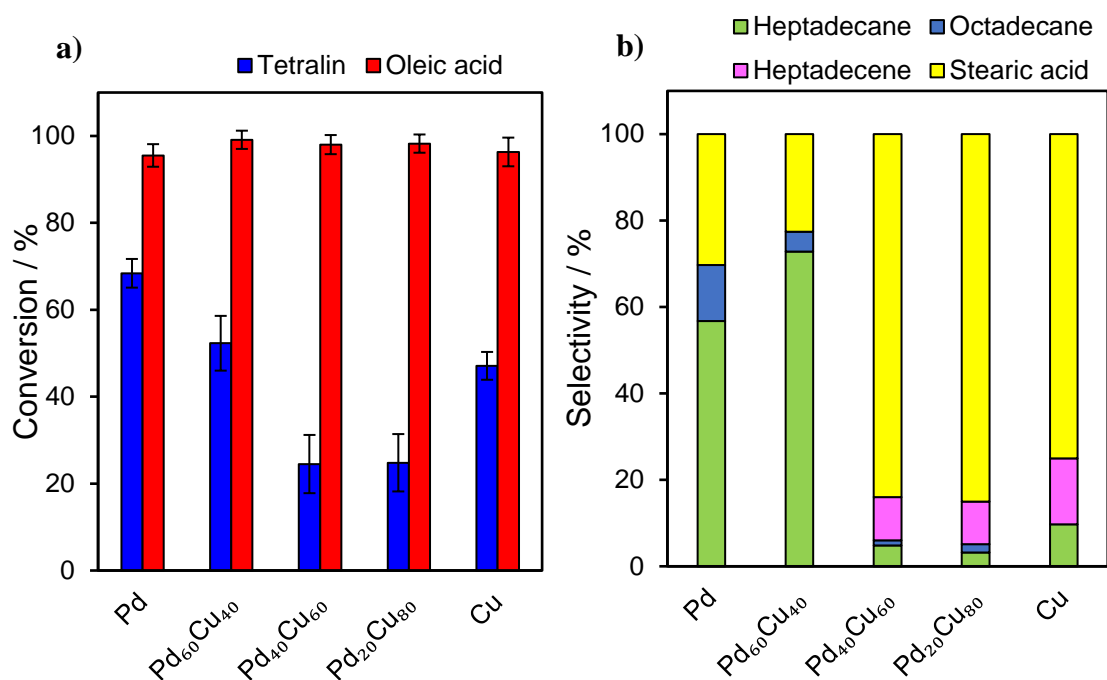 a)
Tetralin Oleic acid
Conversion / %
100
80
60
40
20
0
Pd
Pd₆₀Cu₄₀
Pd₄₀Cu₆₀
Pd₂₀Cu₈₀
Cu
b)
Heptadecane Octadecane
Heptadecene Stearic acid
Selectivity / %
100
80
60
40
20
0
Pd
Pd₆₀Cu₄₀
Pd₄₀Cu₆₀
Pd₂₀Cu₈₀
Cu